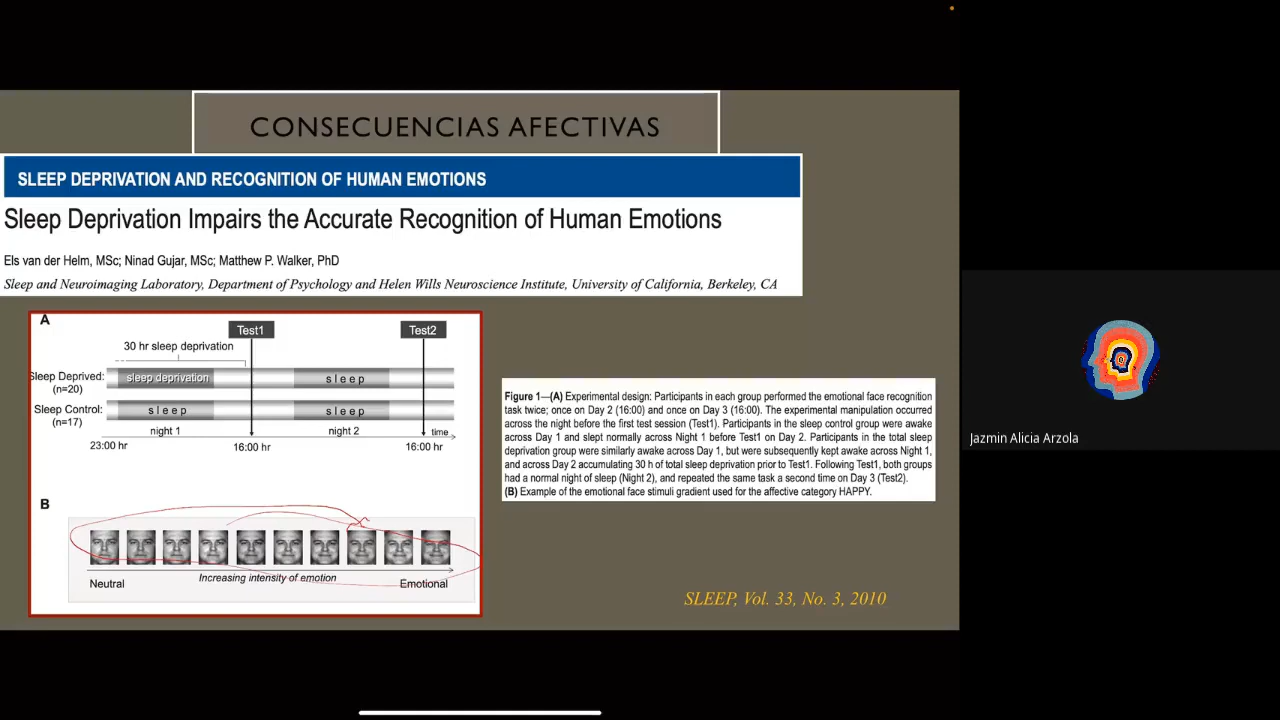 CONSECUENCIAS AFECTIVAS
SLEEP DEPRIVATION AND RECOGNITION OF HUMAN EMOTIONS
Sleep Deprivation Impairs the Accurate Recognition of Human Emotions
Els van der Helm, MSc; Ninad Gujar, MSc; Matthew P. Walker, PhD
Sleep and Neuroimaging Laboratory, Department of Psychology and Helen Wills Neuroscience Institute, University of California, Berkeley, CA
A
Test1
Test2
30 hr sleep deprivation
Sleep Deprived:
(n=20)
sleep deprivation
sleep
Sleep Control:
(n=17)
sleep
sleep
night 1
night 2
time
23:00 hr
16:00 hr
16:00 hr
B
Neutral
Increasing intensity of emotion
Emotional
Figure 1—(A) Experimental design: Participants in each group performed the emotional face recognition
task twice; once on Day 2 (16:00) and once on Day 3 (16:00). The experimental manipulation occurred
across the night before the first test session (Test1). Participants in the sleep control group were awake
across Day 1 and slept normally across Night 1 before Test1 on Day 2. Participants in the total sleep
deprivation group were similarly awake across Day 1, but were subsequently kept awake across Night 1,
and across Day 2 accumulating 30 h of total sleep deprivation prior to Test1. Following Test1, both groups
had a normal night of sleep (Night 2), and repeated the same task a second time on Day 3 (Test2).
(B) Example of the emotional face stimuli gradient used for the affective category HAPPY.
SLEEP, Vol. 33, No. 3, 2010
Jazmin Alicia Arzola